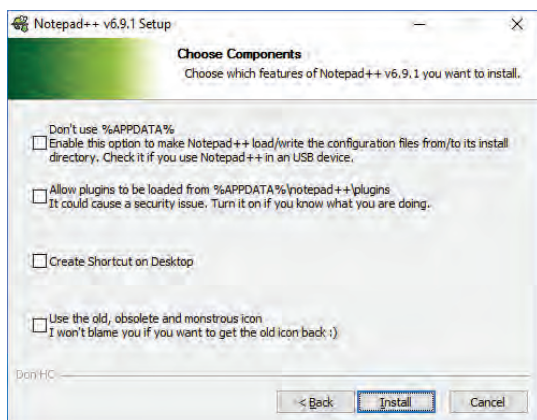 Notepad++ v6.9.1 Setup
Choose Components
Choose which features of Notepad++ v6.9.1 you want to install.
Don't use %APPDATA%
Enable this option to make Notepad++ load/write the configuration files from/to its install
directory. Check it if you use Notepad++ in an USB device.
Allow plugins to be loaded from %APPDATA%\notepad++\plugins
It could cause a security issue. Turn it on if you know what you are doing.
Create Shortcut on Desktop
Use the old, obsolete and monstrous icon
I won't blame you if you want to get the old icon back :)
Don HC
< Back Install Cancel